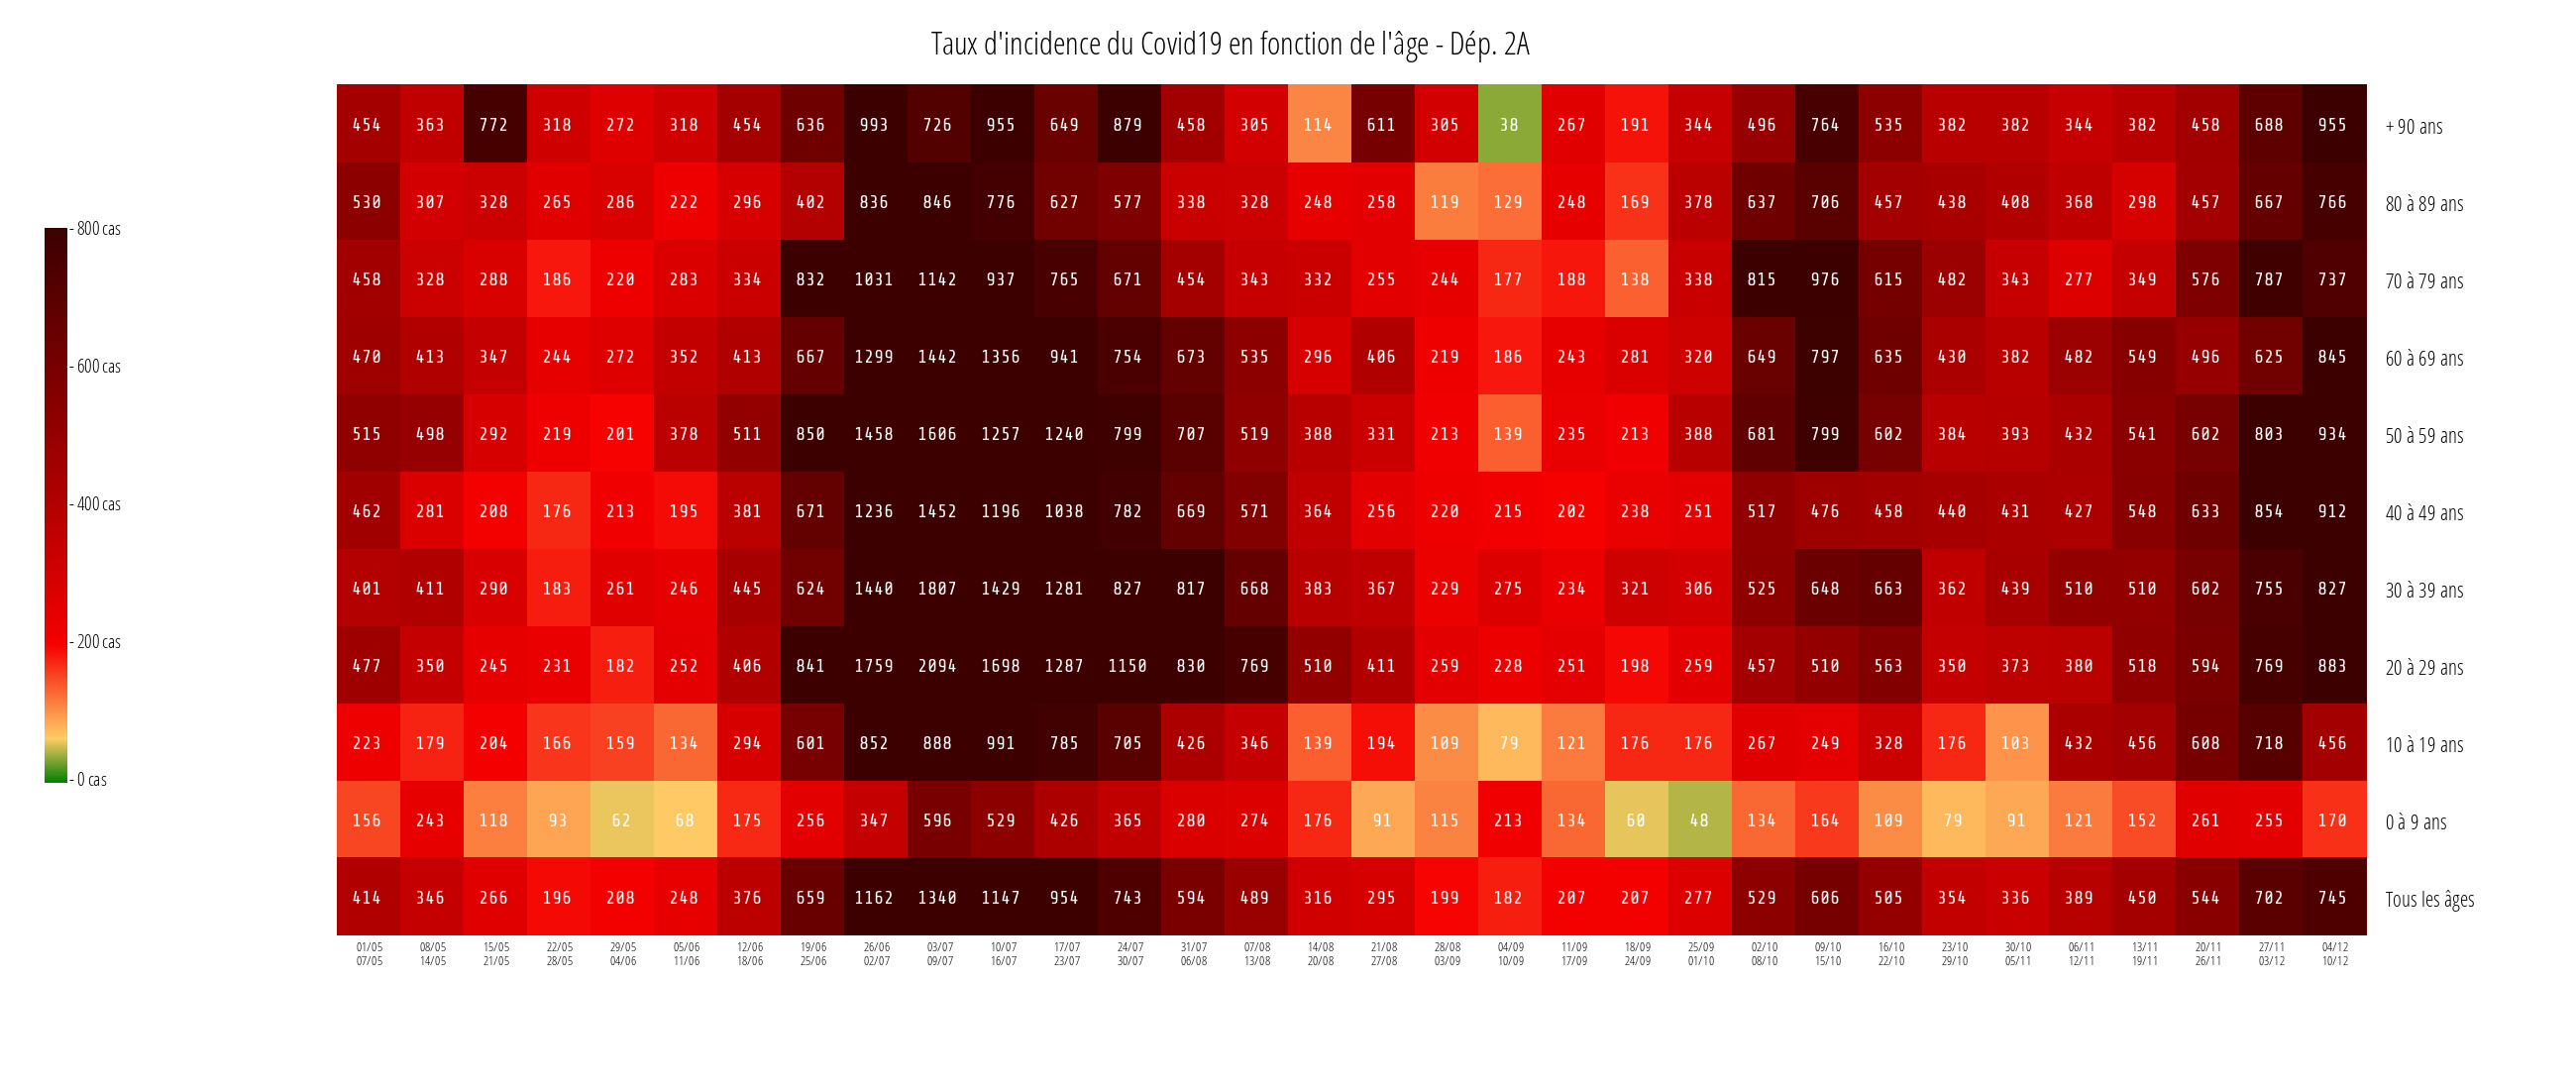 Taux d'incidence du Covid19 en fonction de l'âge - Dép. 2A
- 800 cas
- 600 cas
- 400 cas
- 200 cas
- 0 cas
454 363 772 318 272 318 454 636 993 726 955 649 879 458 305 114 611 305 38 267 191 344 496 764 535 382 382 344 382 458 688 955 + 90 ans
530 307 328 265 286 222 296 402 836 846 776 627 577 338 328 248 258 119 129 248 169 378 637 706 457 438 408 368 298 457 667 766 80 à 89 ans
458 328 288 186 220 283 334 832 1031 1142 937 765 671 454 343 332 255 244 177 188 138 338 815 976 615 482 343 277 349 576 787 737 70 à 79 ans
470 413 347 244 272 352 413 667 1299 1442 1356 941 754 673 535 296 406 219 186 243 281 320 649 797 635 430 382 482 549 496 625 845 60 à 69 ans
515 498 292 219 201 378 511 850 1458 1606 1257 1240 799 707 519 388 331 213 139 235 213 388 681 799 602 384 393 432 541 602 803 934 50 à 59 ans
462 281 208 176 213 195 381 671 1236 1452 1196 1038 782 669 571 364 256 220 215 202 238 251 517 476 458 440 431 427 548 633 854 912 40 à 49 ans
401 411 290 183 261 246 445 624 1440 1807 1429 1281 827 817 668 383 367 229 275 234 321 306 525 648 663 362 439 510 510 602 755 827 30 à 39 ans
477 350 245 231 182 252 406 841 1759 2094 1698 1287 1150 830 769 510 411 259 228 251 198 259 457 510 563 350 373 380 518 594 769 883 20 à 29 ans
223 179 204 166 159 134 294 601 852 888 991 785 705 426 346 139 194 109 79 121 176 176 267 249 328 176 103 432 456 608 718 456 10 à 19 ans
156 243 118 93 62 68 175 256 347 596 529 426 365 280 274 176 91 115 213 134 60 48 134 164 109 79 91 121 152 261 255 170 0 à 9 ans
414 346 266 196 208 248 376 659 1162 1340 1147 954 743 594 489 316 295 199 182 207 207 277 529 606 505 354 336 389 450 544 702 745 Tous les âges
01/05 08/05 15/05 22/05 29/05 05/06 12/06 19/06 26/06 03/07 10/07 17/07 24/07 31/07 07/08 14/08 21/08 28/08 04/09 11/09 18/09 25/09 02/10 09/10 16/10 23/10 30/10 06/11 13/11 20/11 27/11 04/12
07/05 14/05 21/05 28/05 04/06 11/06 18/06 25/06 02/07 09/07 16/07 23/07 30/07 06/08 13/08 20/08 27/08 03/09 10/09 17/09 24/09 01/10 08/10 15/10 22/10 29/10 05/11 12/11 19/11 26/11 03/12 10/12